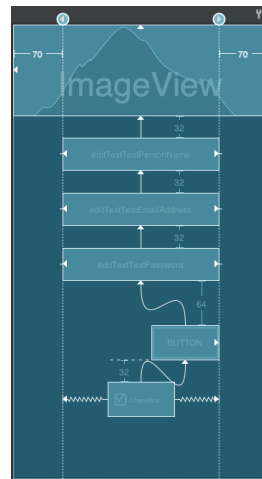 70
70
ImageView
32
editTextTextPersonName
32
editTextTextEmailAddress
32
editTextTextPassword
64
BUTTON
32
CheckBox